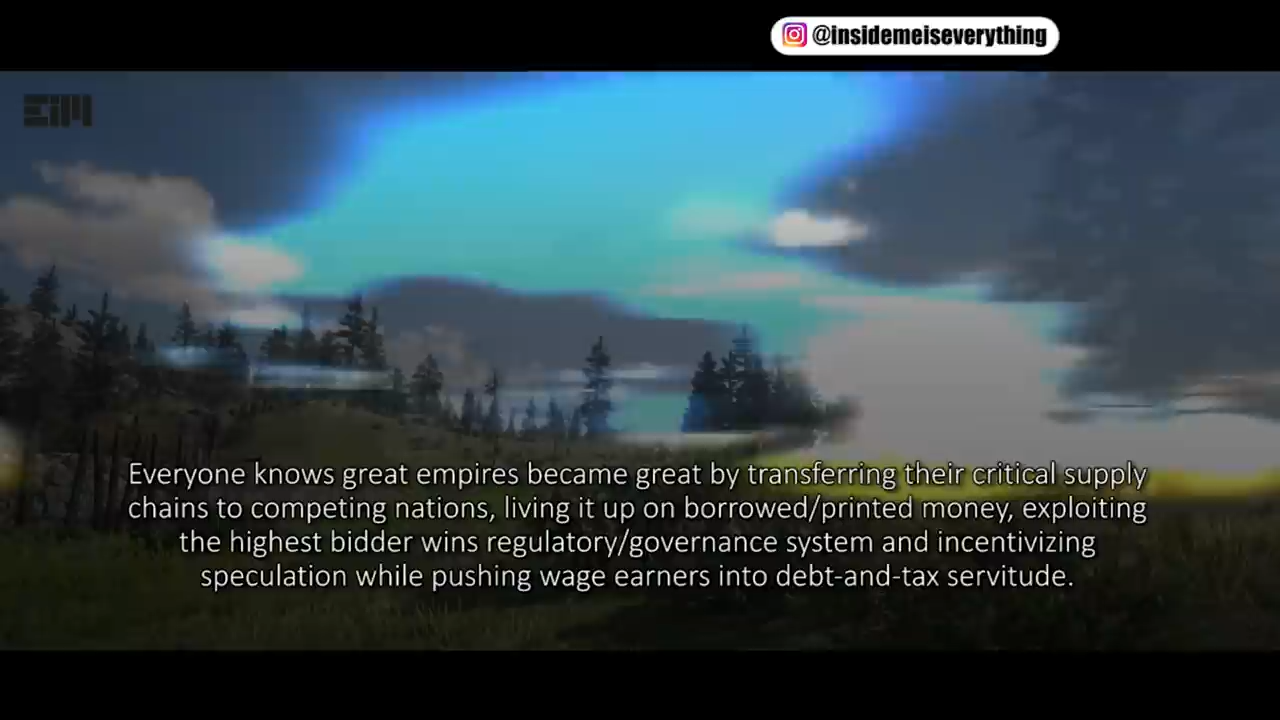 @insidemeiseverything
EIM
Everyone knows great empires became great by transferring their critical supply
chains to competing nations, living it up on borrowed/printed money, exploiting
the highest bidder wins regulatory/governance system and incentivizing
speculation while pushing wage earners into debt-and-tax servitude.